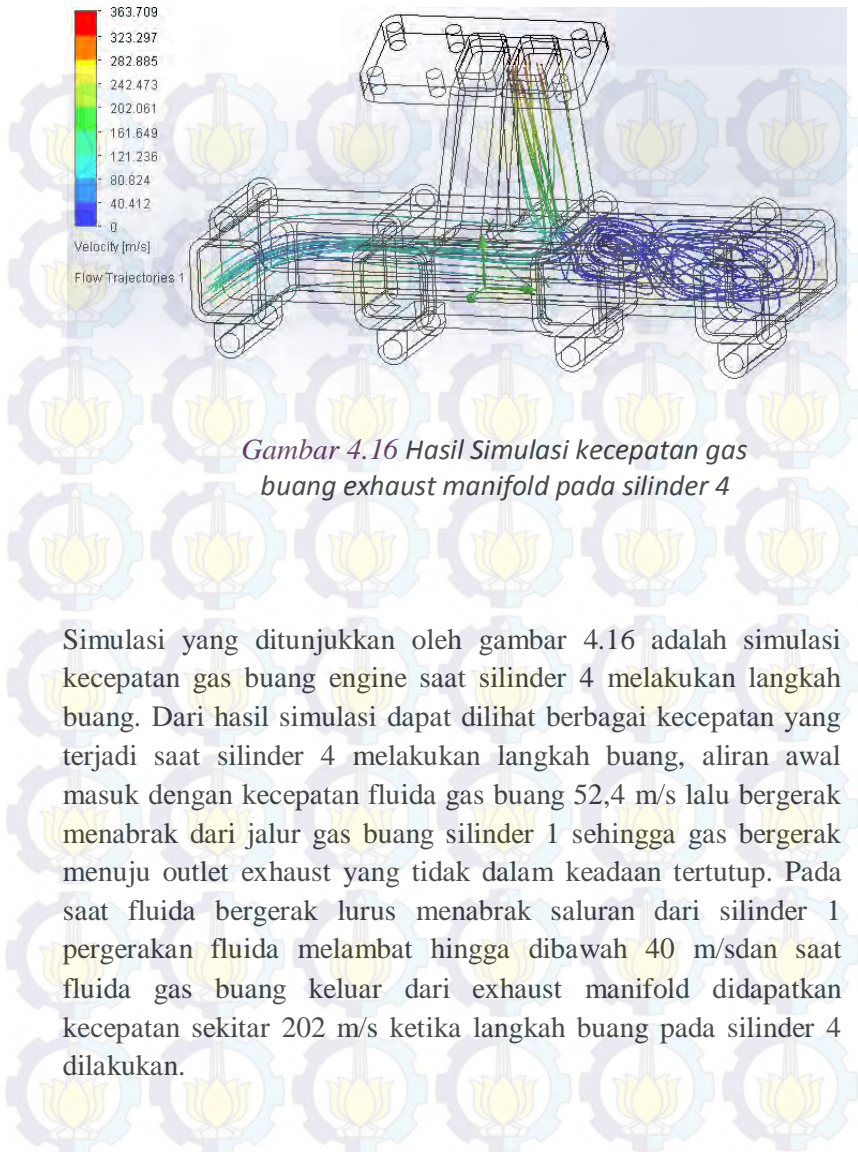 363.709
323.297
282.885
242.473
202.061
161.649
121.236
80.824
40.412
0
Velocity [m/s]
Flow Trajectories 1
Gambar 4.16 Hasil Simulasi kecepatan gas
buang exhaust manifold pada silinder 4
Simulasi yang ditunjukkan oleh gambar 4.16 adalah simulasi
kecepatan gas buang engine saat silinder 4 melakukan langkah
buang. Dari hasil simulasi dapat dilihat berbagai kecepatan yang
terjadi saat silinder 4 melakukan langkah buang, aliran awal
masuk dengan kecepatan fluida gas buang 52,4 m/s lalu bergerak
menabrak dari jalur gas buang silinder 1 sehingga gas bergerak
menuju outlet exhaust yang tidak dalam keadaan tertutup. Pada
saat fluida bergerak lurus menabrak saluran dari silinder 1
pergerakan fluida melambat hingga dibawah 40 m/sdan saat
fluida gas buang keluar dari exhaust manifold didapatkan
kecepatan sekitar 202 m/s ketika langkah buang pada silinder 4
dilakukan.